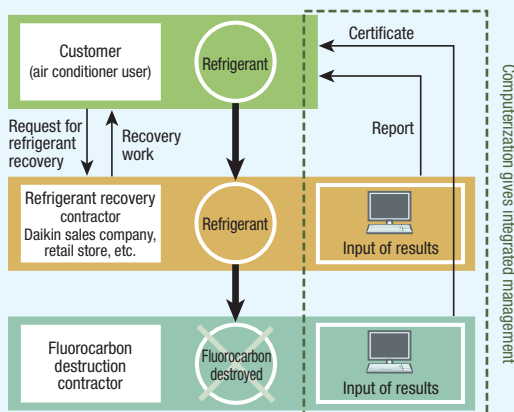 Customer
(air conditioner user)
Refrigerant
Certificate
Request for
refrigerant
recovery
Recovery
work
Report
Refrigerant recovery
contractor
Daikin sales company,
retail store, etc.
Refrigerant
Input of results
Fluorocarbon
destruction
contractor
Fluorocarbon
destroyed
Input of results
Computerization gives integrated management